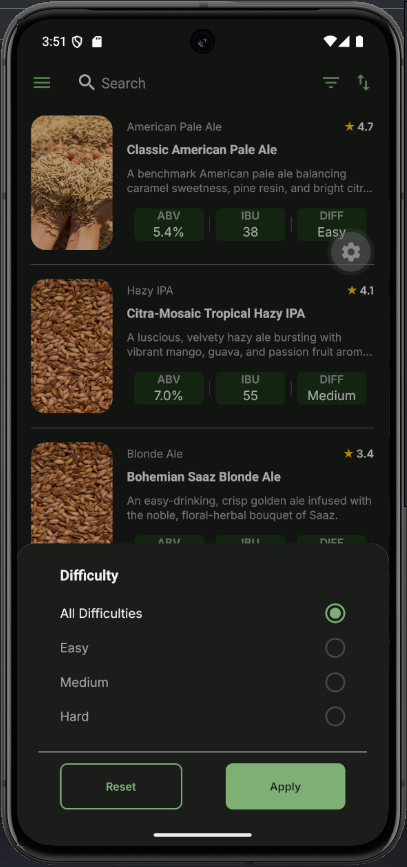 3:51
Search
American Pale Ale
★ 4.7
Classic American Pale Ale
A benchmark American pale ale balancing
caramel sweetness, pine resin, and bright citr...
ABV
IBU
DIFF
5.4%
38
Easy
Hazy IPA
★ 4.1
Citra-Mosaic Tropical Hazy IPA
A luscious, velvety hazy ale bursting with
vibrant mango, guava, and passion fruit arom...
ABV
IBU
DIFF
7.0%
55
Medium
Blonde Ale
★ 3.4
Bohemian Saaz Blonde Ale
An easy-drinking, crisp golden ale infused with
the noble, floral-herbal bouquet of Saaz.
ABV
IBU
DIFF
Difficulty
All Difficulties
Easy
Medium
Hard
Reset
Apply